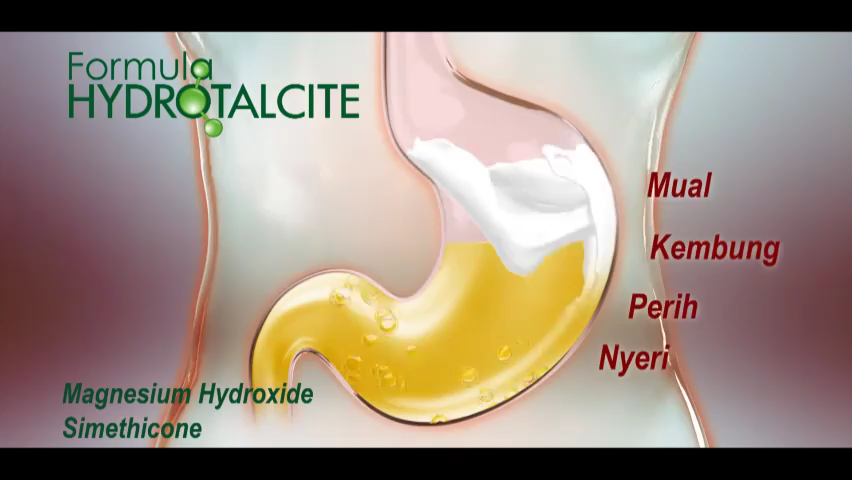 Formula
HYDROTALCITE
Mual
Kembung
Perih
Nyeri
Magnesium Hydroxide
Simethicone